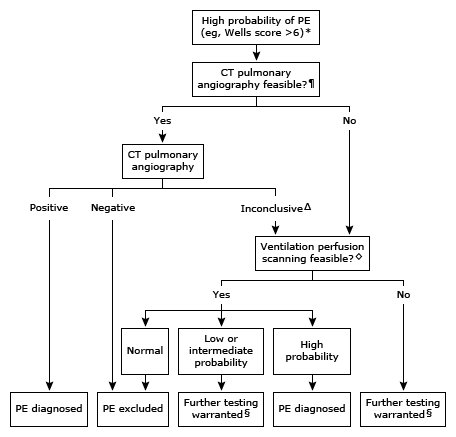 High probability of PE
(eg, Wells score >6)*
CT pulmonary
angiography feasible?¶
Yes
No
CT pulmonary
angiography
Positive
Negative
InconclusiveΔ
Ventilation perfusion
scanning feasible?◇
Yes
No
Normal
Low or
intermediate
probability
High
probability
PE diagnosed
PE excluded
Further testing
warranted§
PE diagnosed
Further testing
warranted§